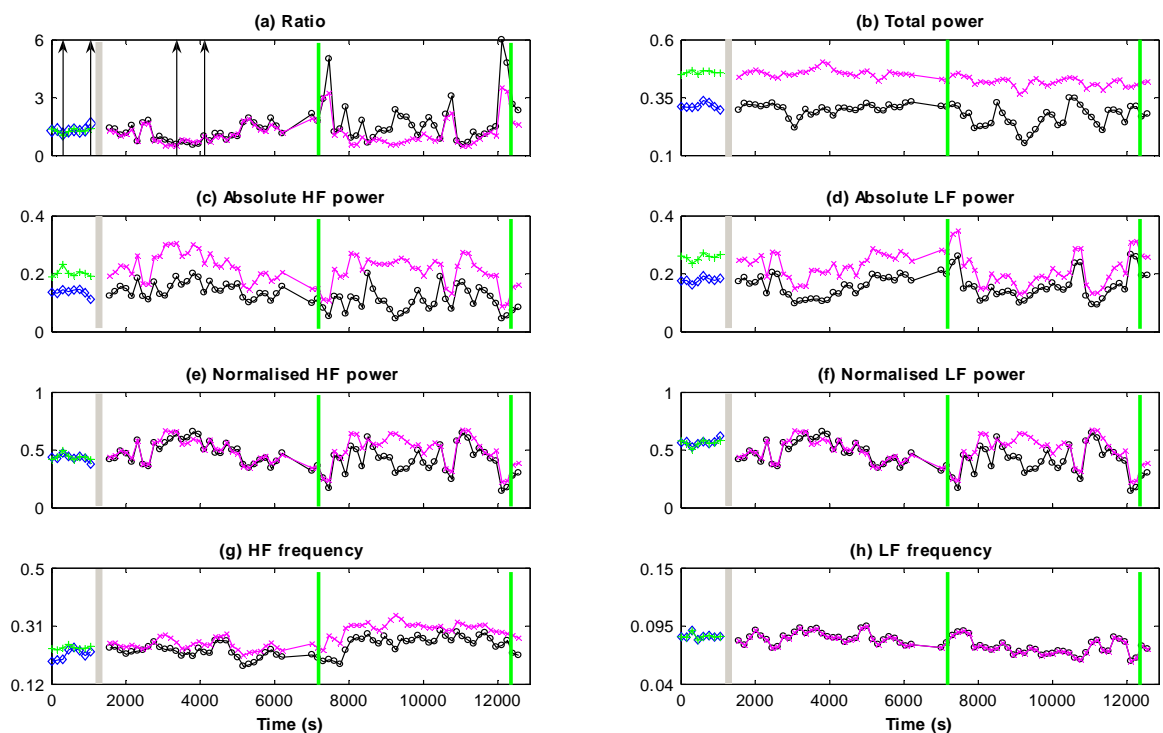 (a) Ratio
6
3
1
0
(b) Total power
0.6
0.35
0.1
(c) Absolute HF power
0.4
0.2
0
(d) Absolute LF power
0.4
0.2
0
(e) Normalised HF power
1
0.5
0
(f) Normalised LF power
1
0.5
0
(g) HF frequency
0.5
0.31
0.12
2000 4000 6000 8000 10000 12000
Time (s)
(h) LF frequency
0.15
0.095
0.04
2000 4000 6000 8000 10000 12000
Time (s)